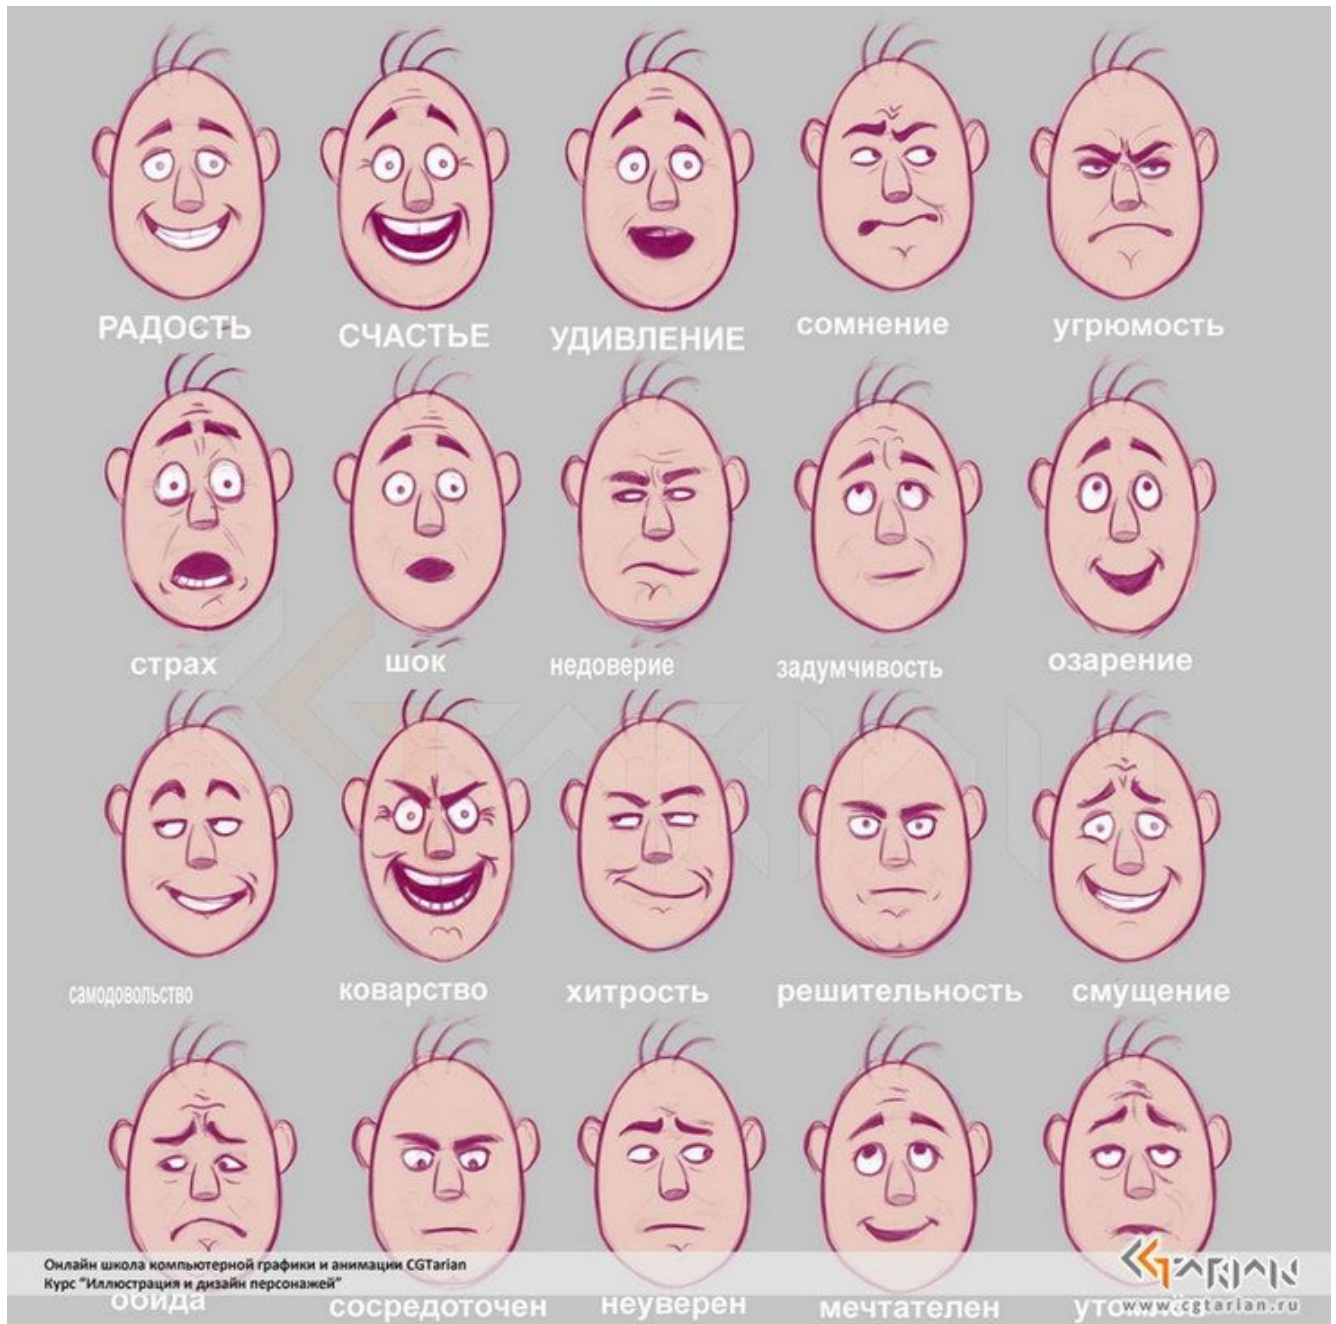 РАДОСТЬ СЧАСТЬЕ УДИВЛЕНИЕ сомнение угрюмость
страх шок недоверие задумчивость озарение
самодовольство коварство хитрость решительность смущение
обида сосредоточен неуверен мечтателен
Онлайн школа компьютерной графики и анимации CGTarian
Курс "Иллюстрация и дизайн персонажей"
CGTARIAN
www.cgtarian.ru